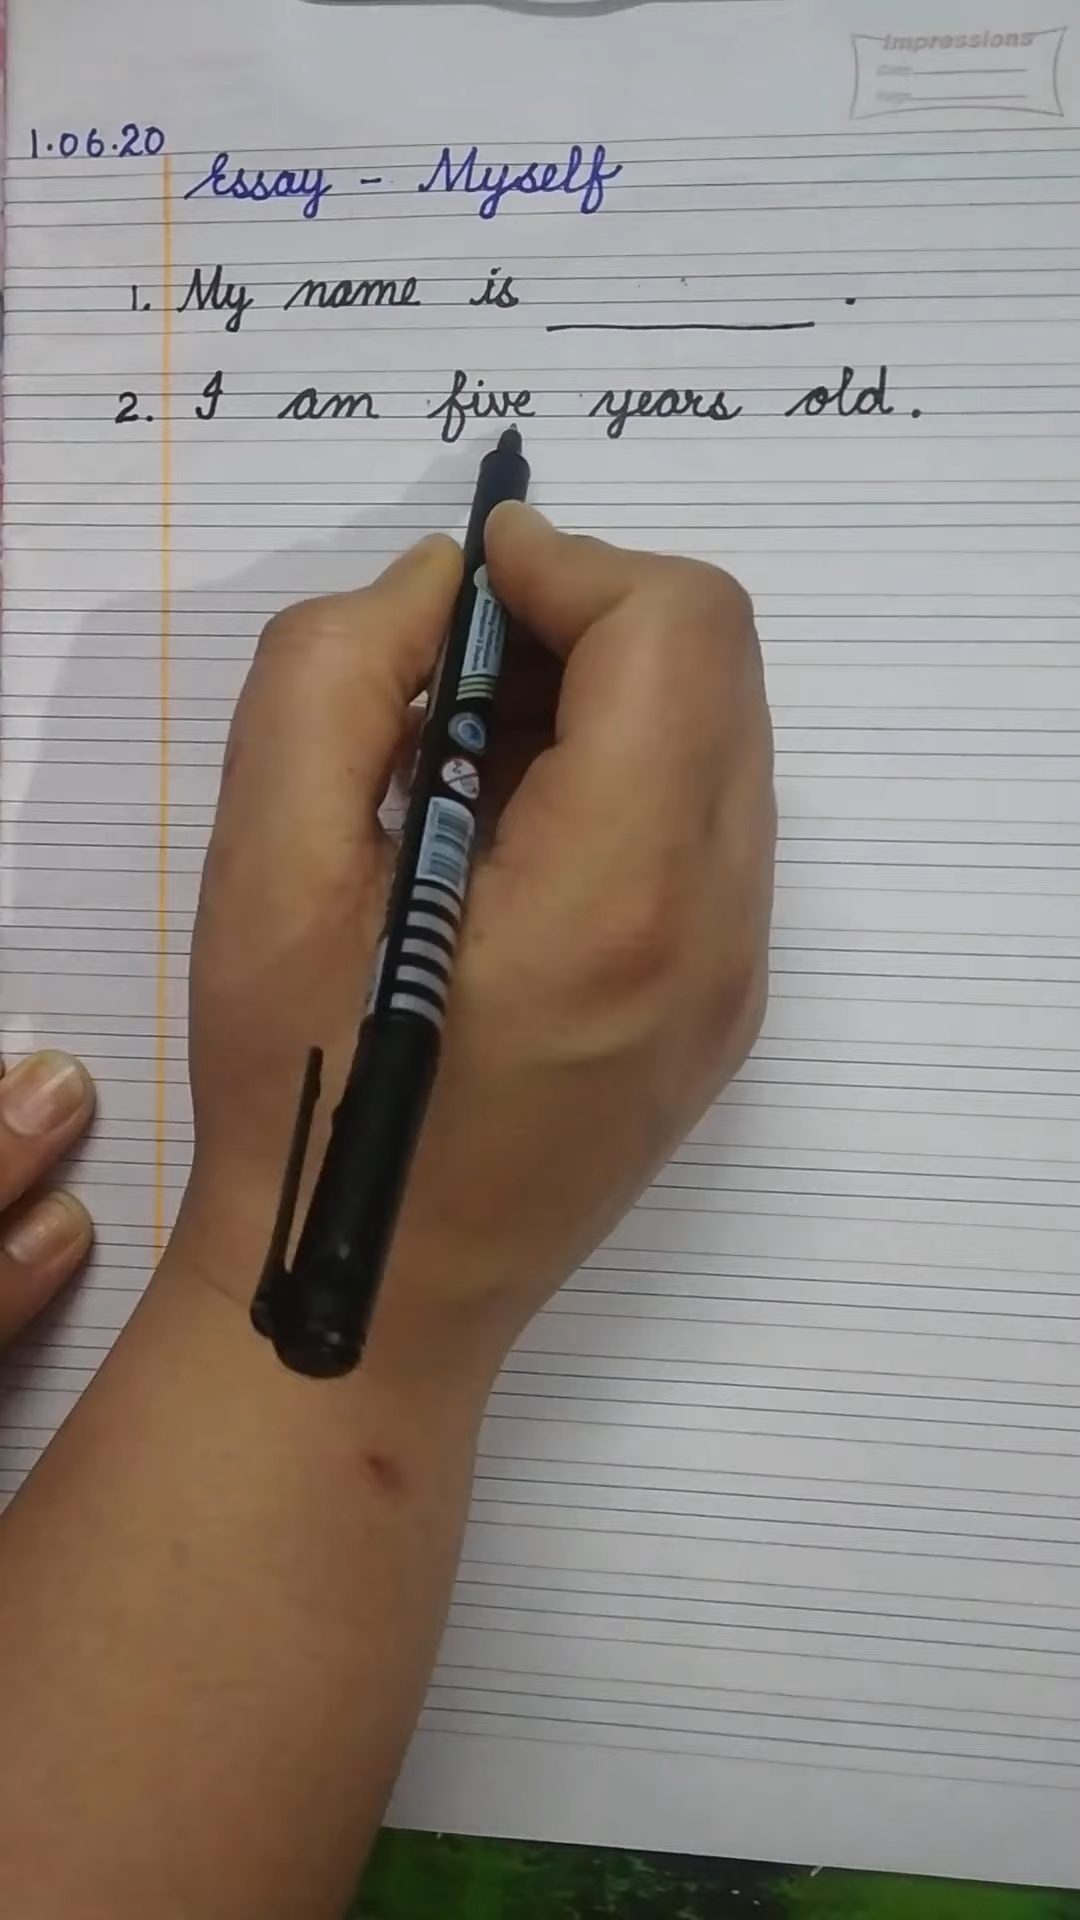 Impressions
1.06.20
Essay - Myself
1. My name is ________ .
2. I am five years old.